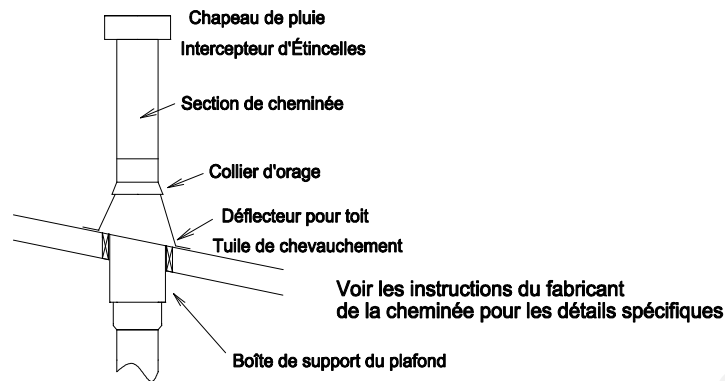 Chapeau de pluie
Intercepteur d'Étincelles
Section de cheminée
Collier d'orage
Déflecteur pour toit
Tuile de chevauchement
Voir les instructions du fabricant
de la cheminée pour les détails spécifiques
Boîte de support du plafond